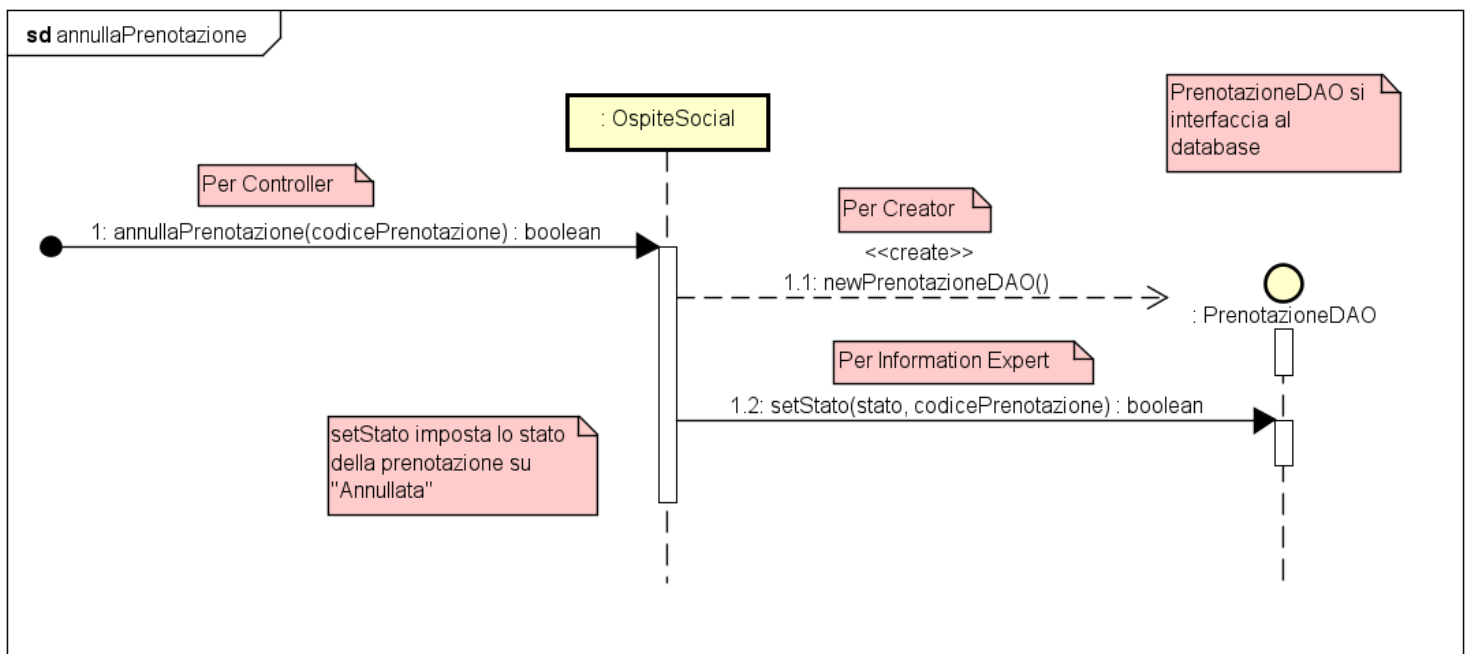 sd annullaPrenotazione
: OspiteSocial
PrenotazioneDAO si
interfaccia al
database
Per Controller
1: annullaPrenotazione(codicePrenotazione) : boolean
Per Creator
<<create>>
1.1: newPrenotazioneDAO()
: PrenotazioneDAO
Per Information Expert
1.2: setStato(stato, codicePrenotazione) : boolean
setStato imposta lo stato
della prenotazione su
"Annullata"